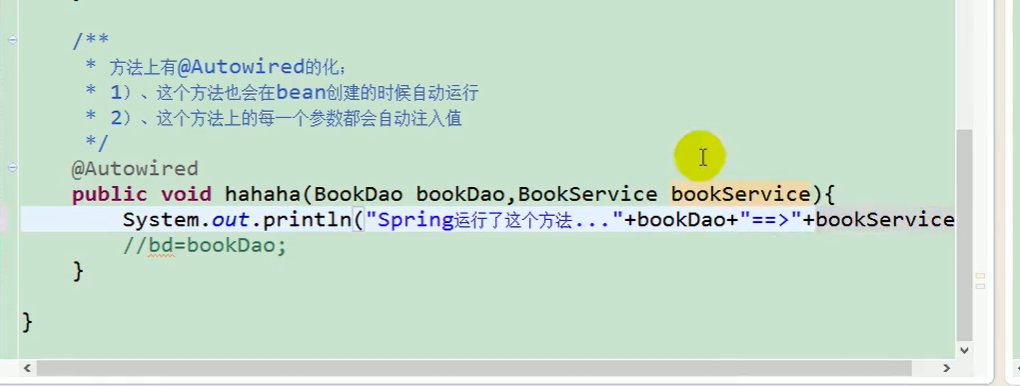 /**
 * 方法上有@Autowired的化;
 * 1)、这个方法也会在bean创建的时候自动运行
 * 2)、这个方法上的每一个参数都会自动注入值
 */
@Autowired
public void hahaha(BookDao bookDao,BookService bookService){
System.out.println("Spring运行了这个方法..."+bookDao+"==>"+bookService
//bd=bookDao;
}
}